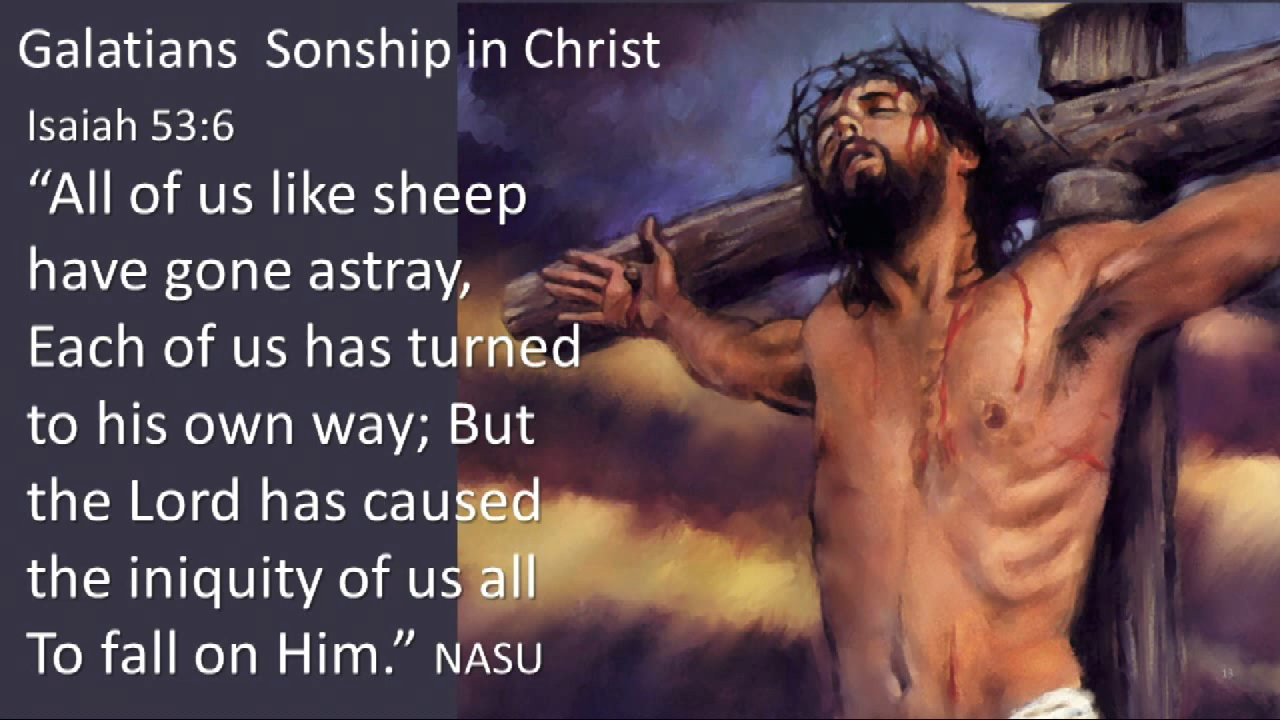 Galatians  Sonship in Christ
Isaiah 53:6
“All of us like sheep
have gone astray,
Each of us has turned
to his own way; But
the Lord has caused
the iniquity of us all
To fall on Him.” NASU
13